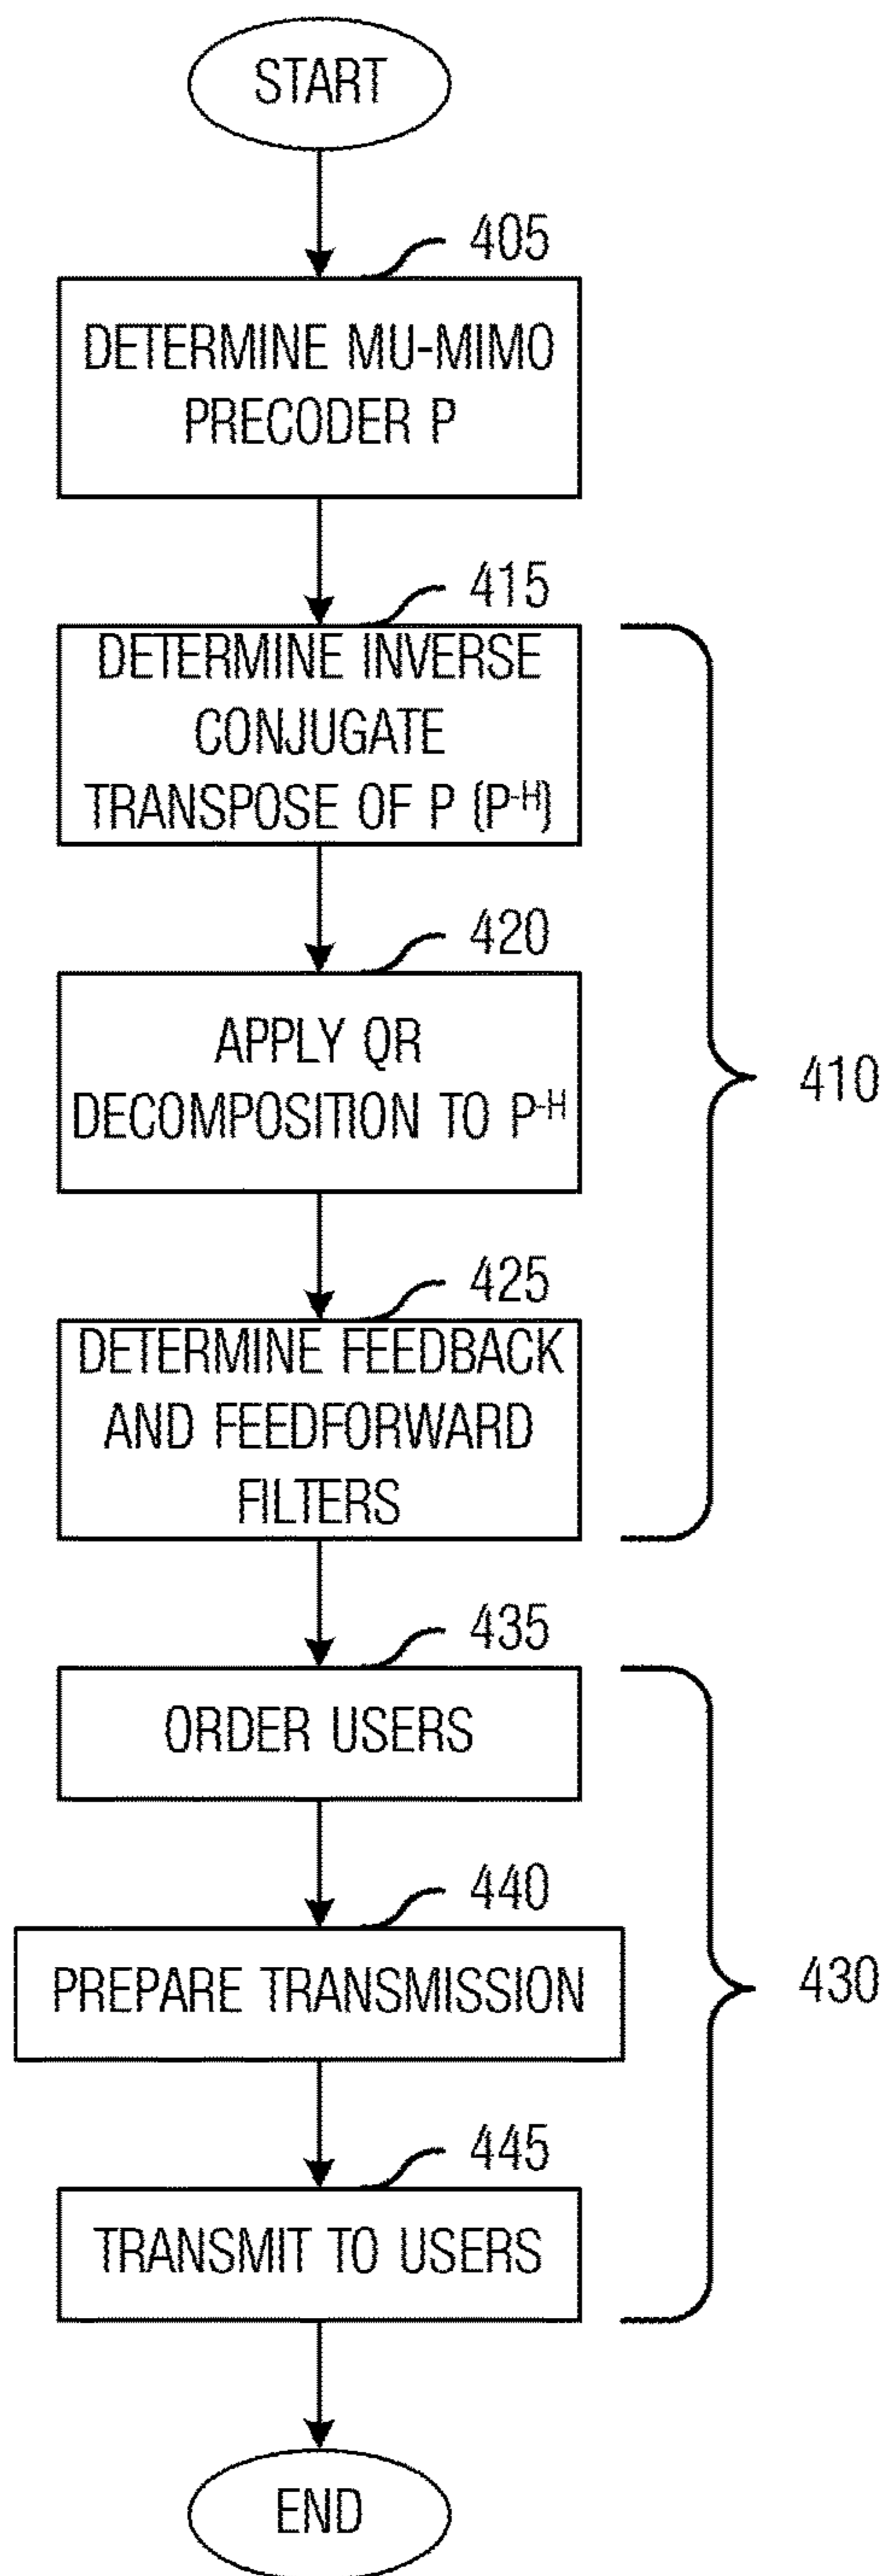 START
405
DETERMINE MU-MIMO
PRECODER P
415
DETERMINE INVERSE
CONJUGATE
TRANSPOSE OF P (P-H)
420
APPLY QR
DECOMPOSITION TO P-H
410
425
DETERMINE FEEDBACK
AND FEEDFORWARD
FILTERS
435
ORDER USERS
440
PREPARE TRANSMISSION
430
445
TRANSMIT TO USERS
END